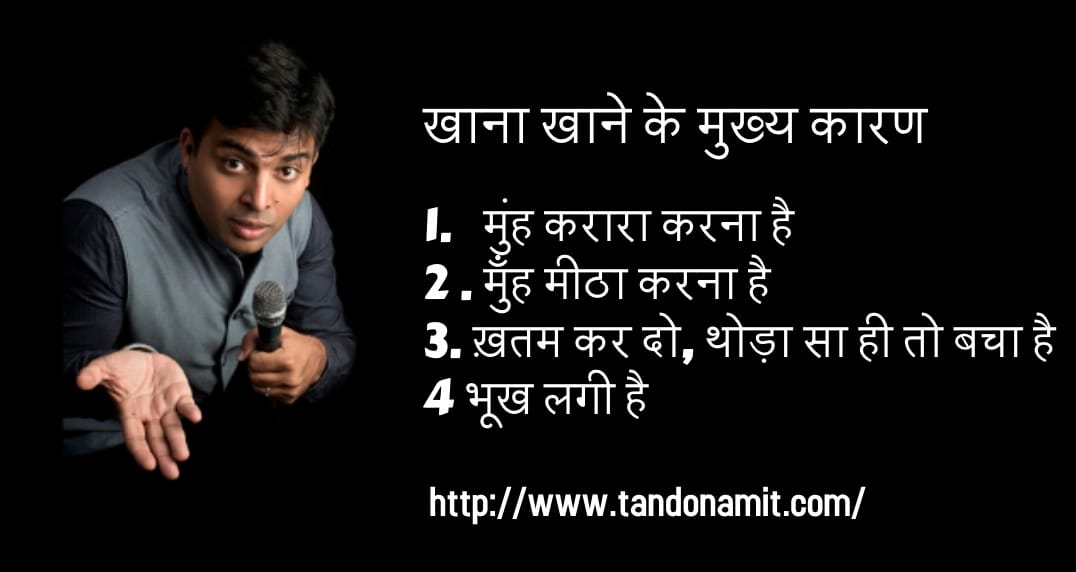 खाना खाने के मुख्य कारण
1. मुंह करारा करना है
2 . मुँह मीठा करना है
3. ख़तम कर दो, थोड़ा सा ही तो बचा है
4 भूख लगी है
http://www.tandonamit.com/